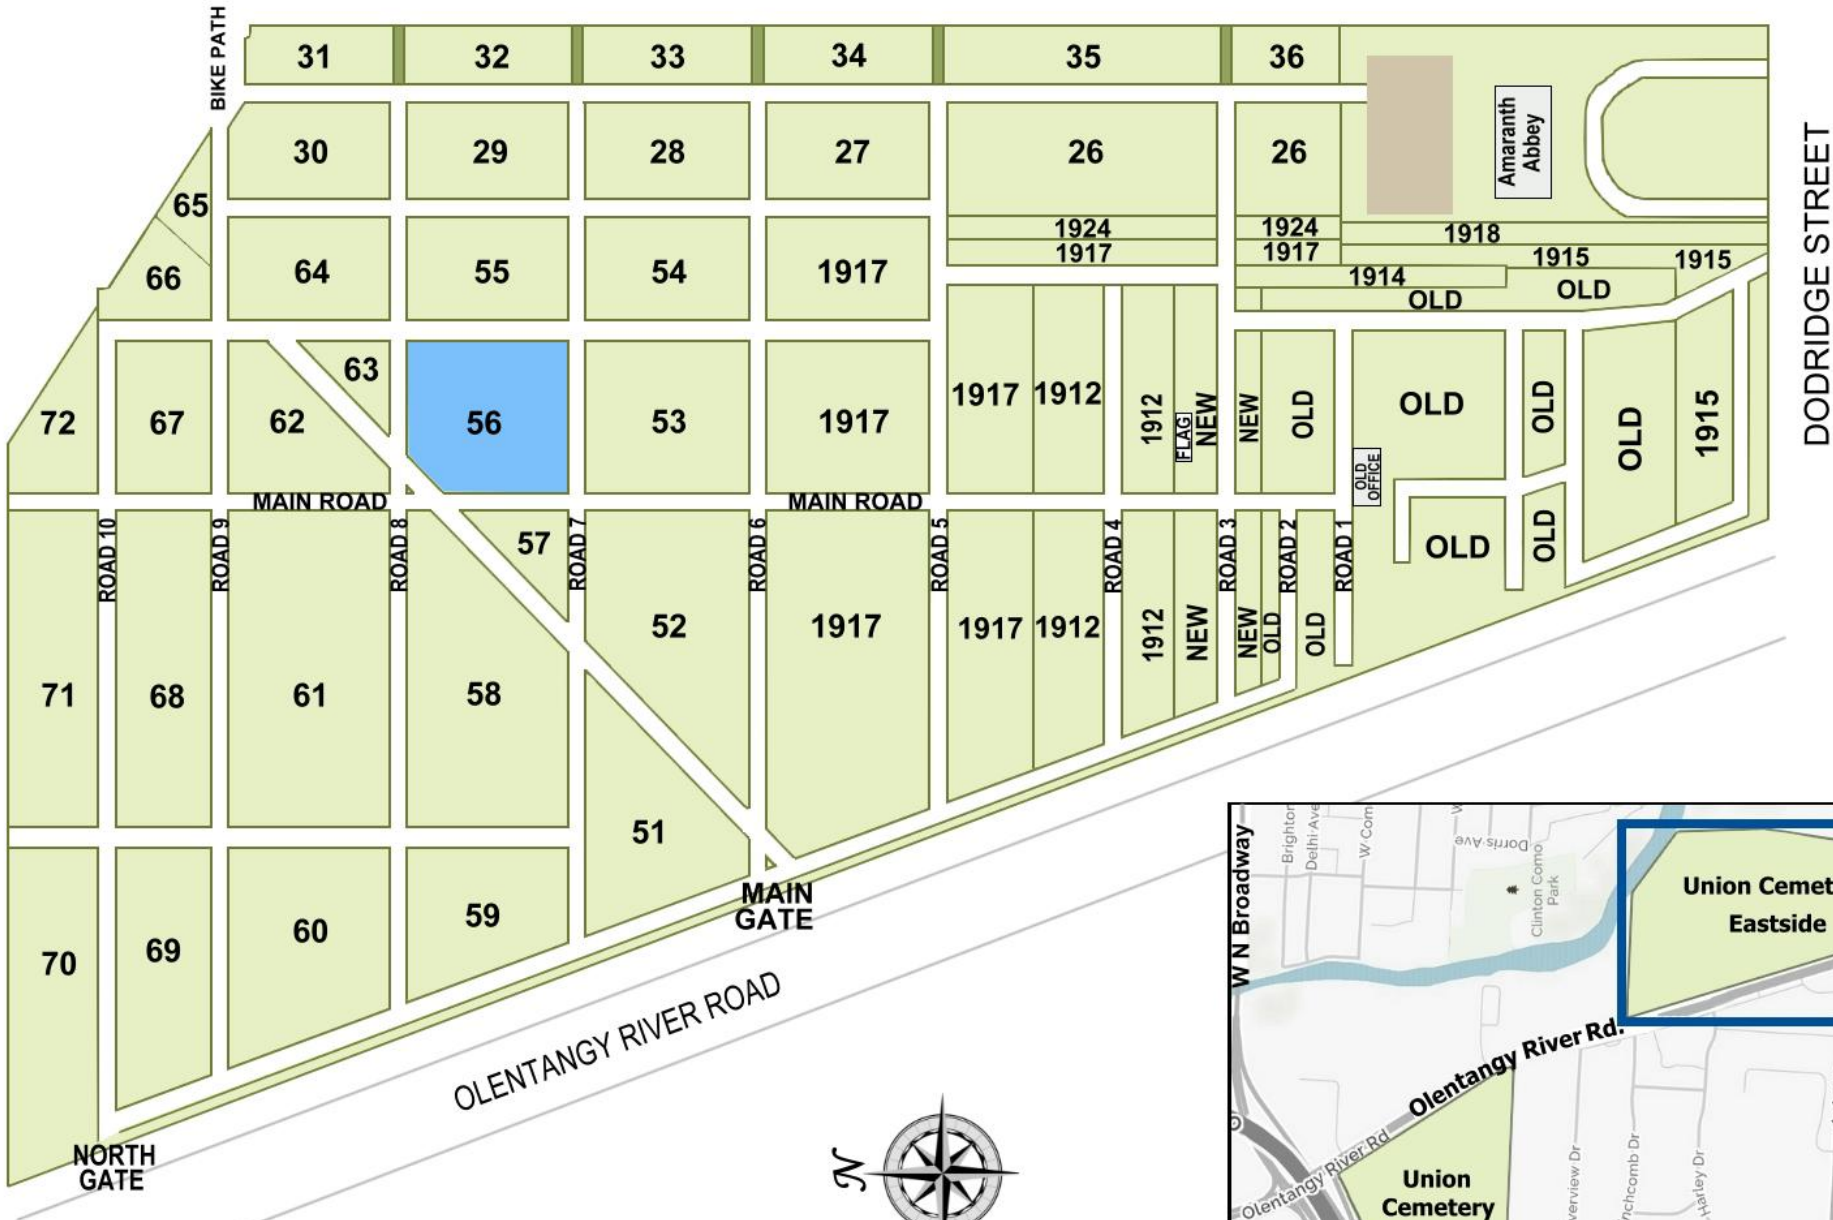 BIKE PATH
31
32
33
34
35
36
30
29
28
27
26
26
Amaranth
Abbey
DODRIDGE STREET
65
66
64
55
54
1917
1924
1917
1924
1917
1918
1915
1915
1914
OLD
OLD
72
67
62
63
56
53
1917
1917
1912
1912
FLAG
NEW
NEW
OLD
OLD
OLD
OLD
1915
OLD
OFFICE
MAIN ROAD
MAIN ROAD
ROAD 10
ROAD 9
ROAD 8
ROAD 7
ROAD 6
ROAD 5
ROAD 4
ROAD 3
ROAD 2
ROAD 1
57
OLD
OLD
71
68
61
58
52
1917
1917
1912
1912
NEW
NEW
OLD
OLD
51
70
69
60
59
MAIN
GATE
NORTH
GATE
OLENTANGY RIVER ROAD
N
W N Broadway
Brighton
Delhi Ave
W Com
W
Dorris Ave
Clinton Como
Park
Union Cemet
Eastside
Olentangy River Rd.
Olentangy River Rd
Union
Cemetery
erview Dr
nchcomb Dr
Harley Dr